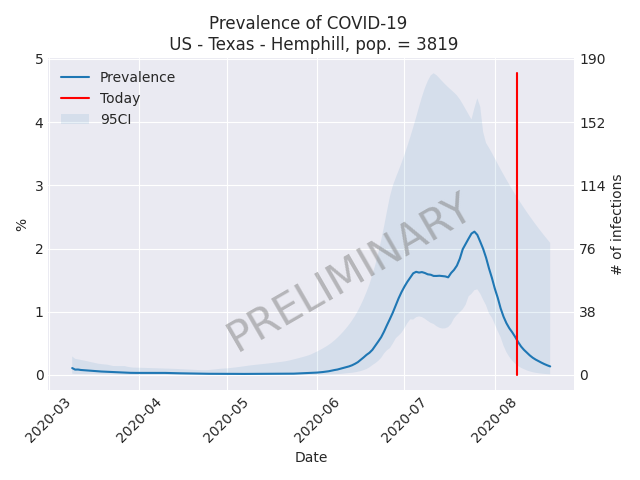 Prevalence of COVID-19
US - Texas - Hemphill, pop. = 3819
Prevalence
Today
95CI
5
4
3
2
1
0
%
190
152
114
76
38
0
# of infections
PRELIMINARY
2020-03
2020-04
2020-05
2020-06
2020-07
2020-08
Date